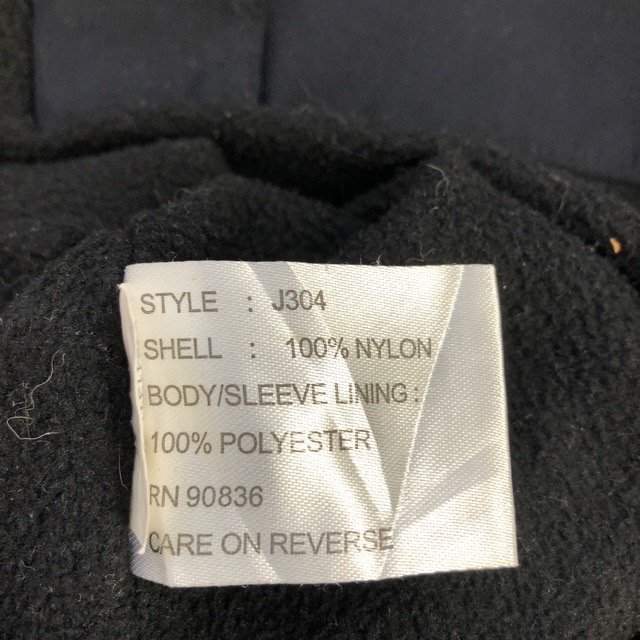 STYLE : J304
SHELL : 100% NYLON
BODY/SLEEVE LINING:
100% POLYESTER
RN 90836
CARE ON REVERSE